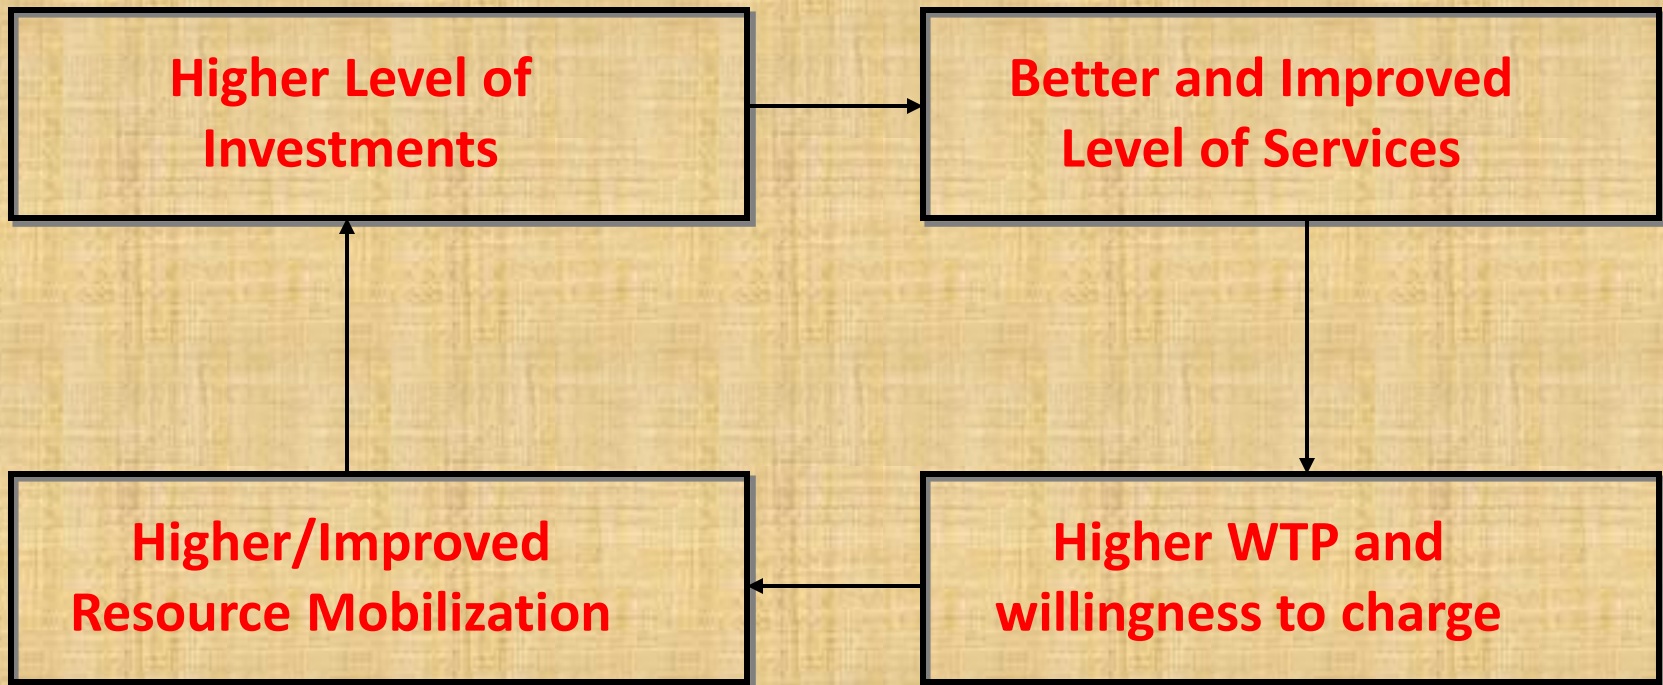 Higher Level of
Investments
Better and Improved
Level of Services
Higher/Improved
Resource Mobilization
Higher WTP and
willingness to charge